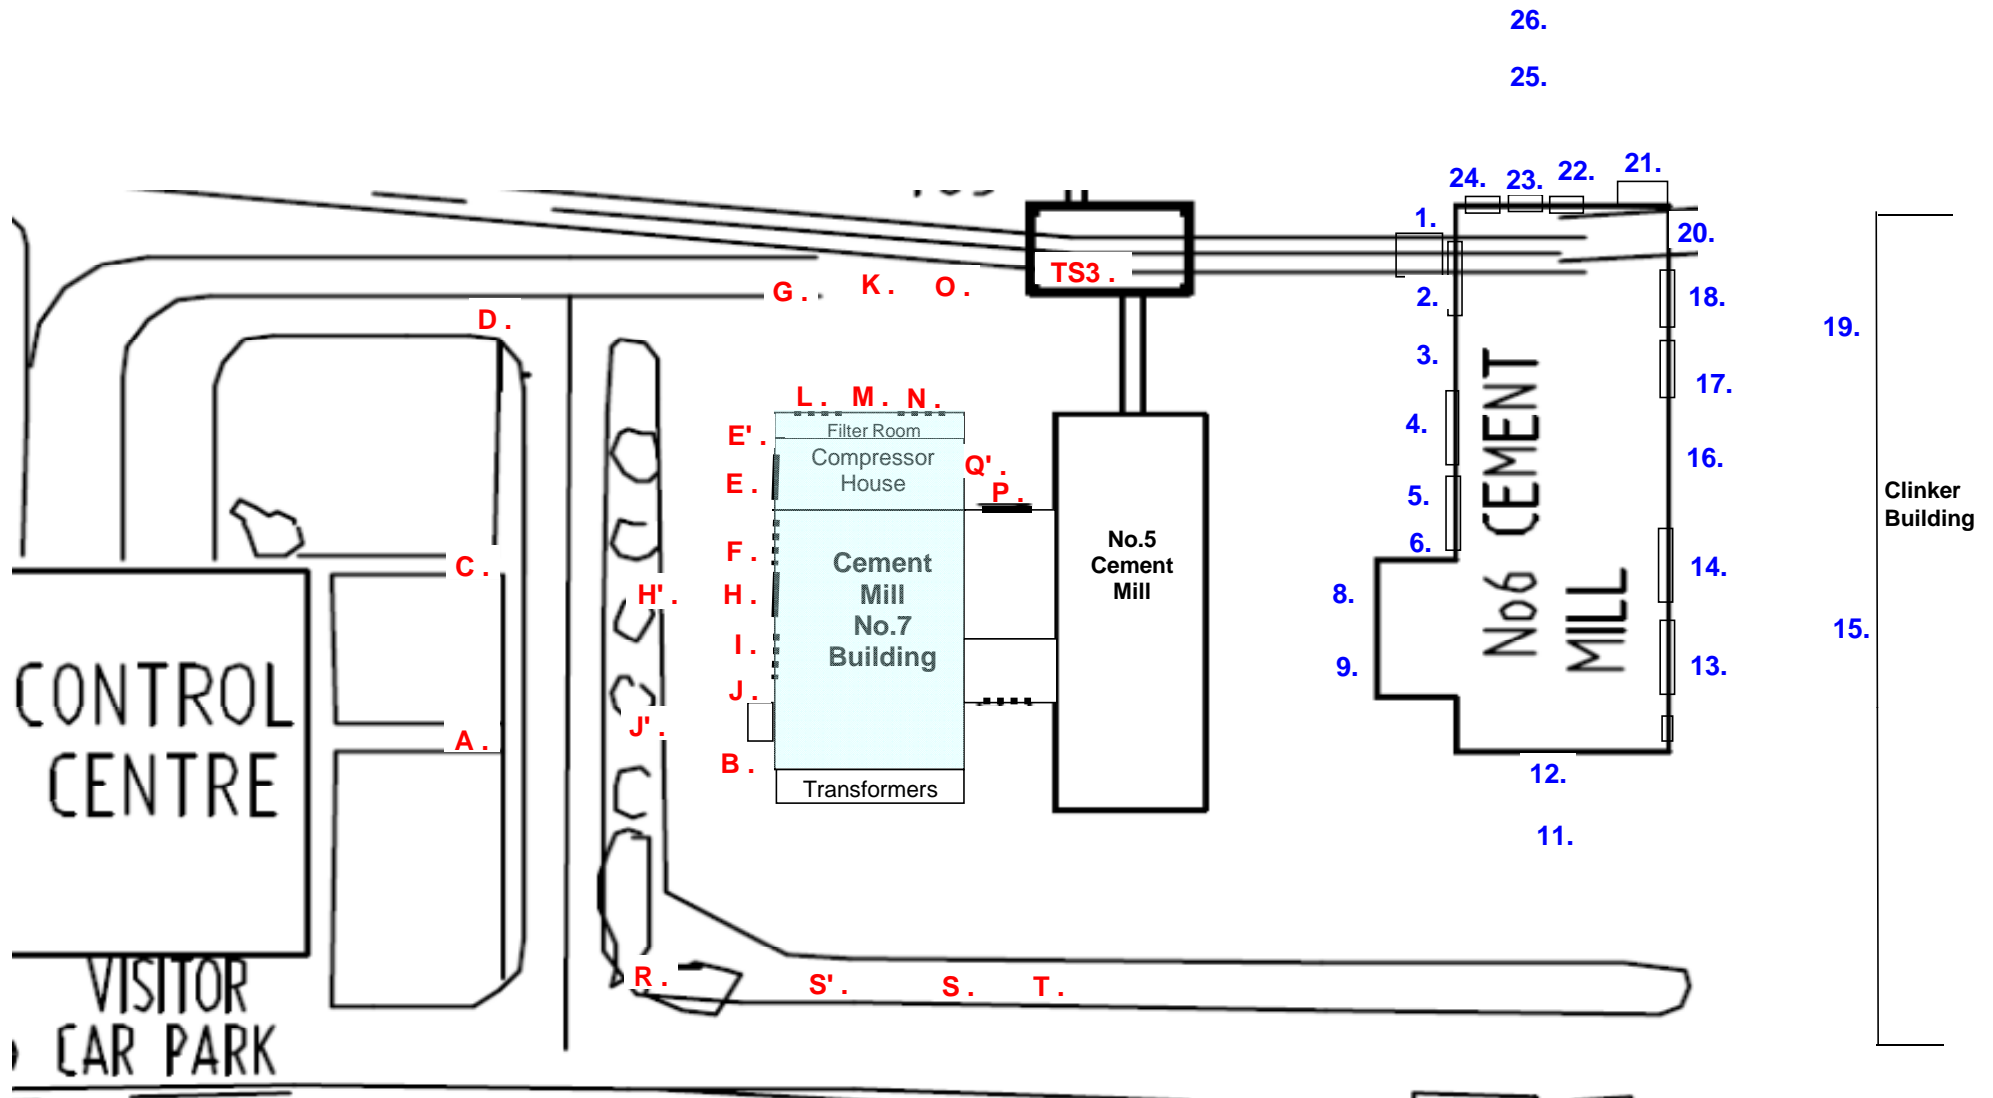 26.
25.
21.
22.
23.
24.
1.
20.
TS3 .
G .
K .
O .
2.
18.
D .
19.
3.
17.
L .
M .
N .
4.
E' .
Filter Room
Compressor
House
Q' .
16.
E .
P .
5.
Clinker
Building
6.
No.5
Cement
Mill
No6 CEMENT
MILL
F .
C .
Cement
Mill
No.7
Building
14.
H' .
H .
8.
15.
I .
9.
13.
J .
CONTROL
CENTRE
J' .
A .
B .
12.
Transformers
11.
R .
S' .
S .
T .
VISITOR
CAR PARK